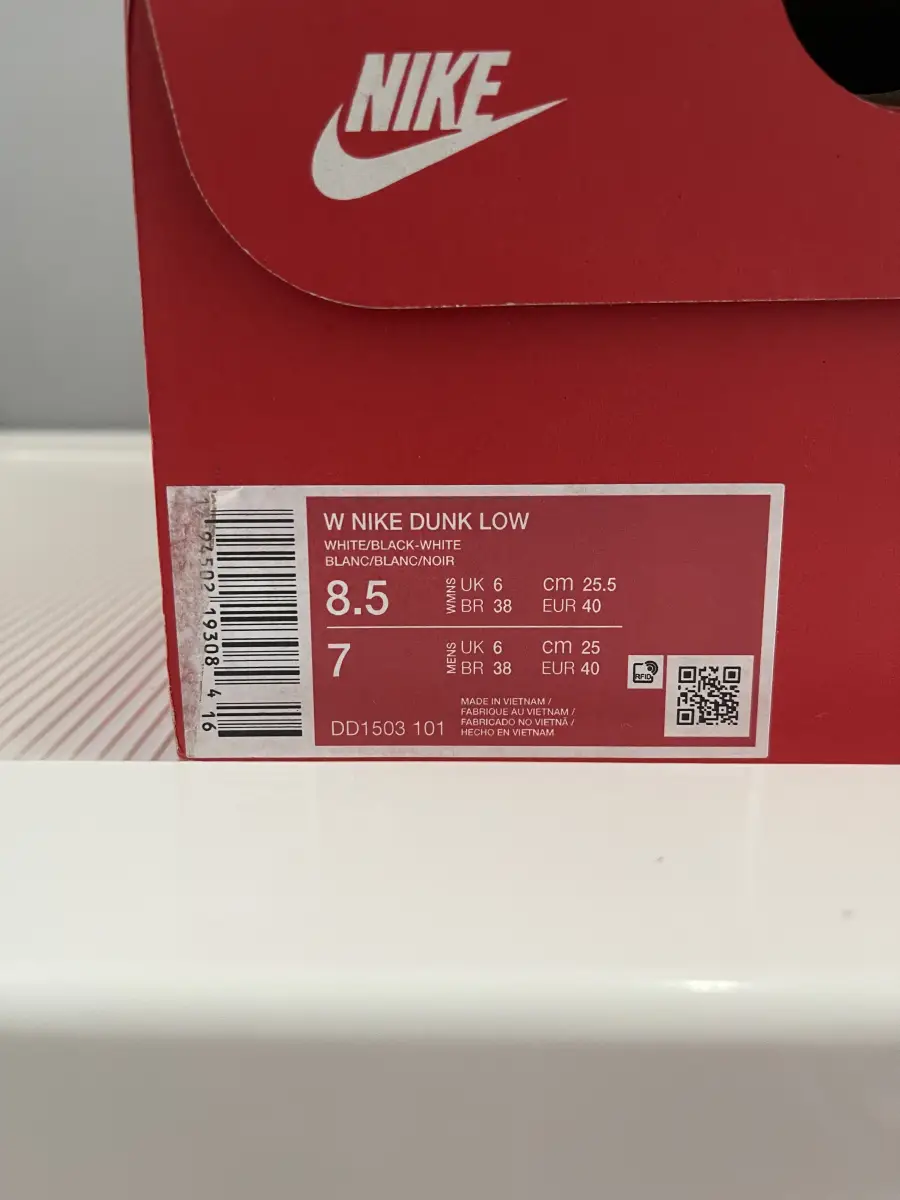 NIKE
W NIKE DUNK LOW
WHITE/BLACK-WHITE
BLANC/BLANC/NOIR
8.5 WMNS UK 6 cm 25.5
BR 38 EUR 40
7 MENS UK 6 cm 25
BR 38 EUR 40
RFID
DD1503 101
MADE IN VIETNAM /
FABRIQUE AU VIETNAM /
FABRICADO NO VIETNÃ /
HECHO EN VIETNAM
1 94502 19308 4 16